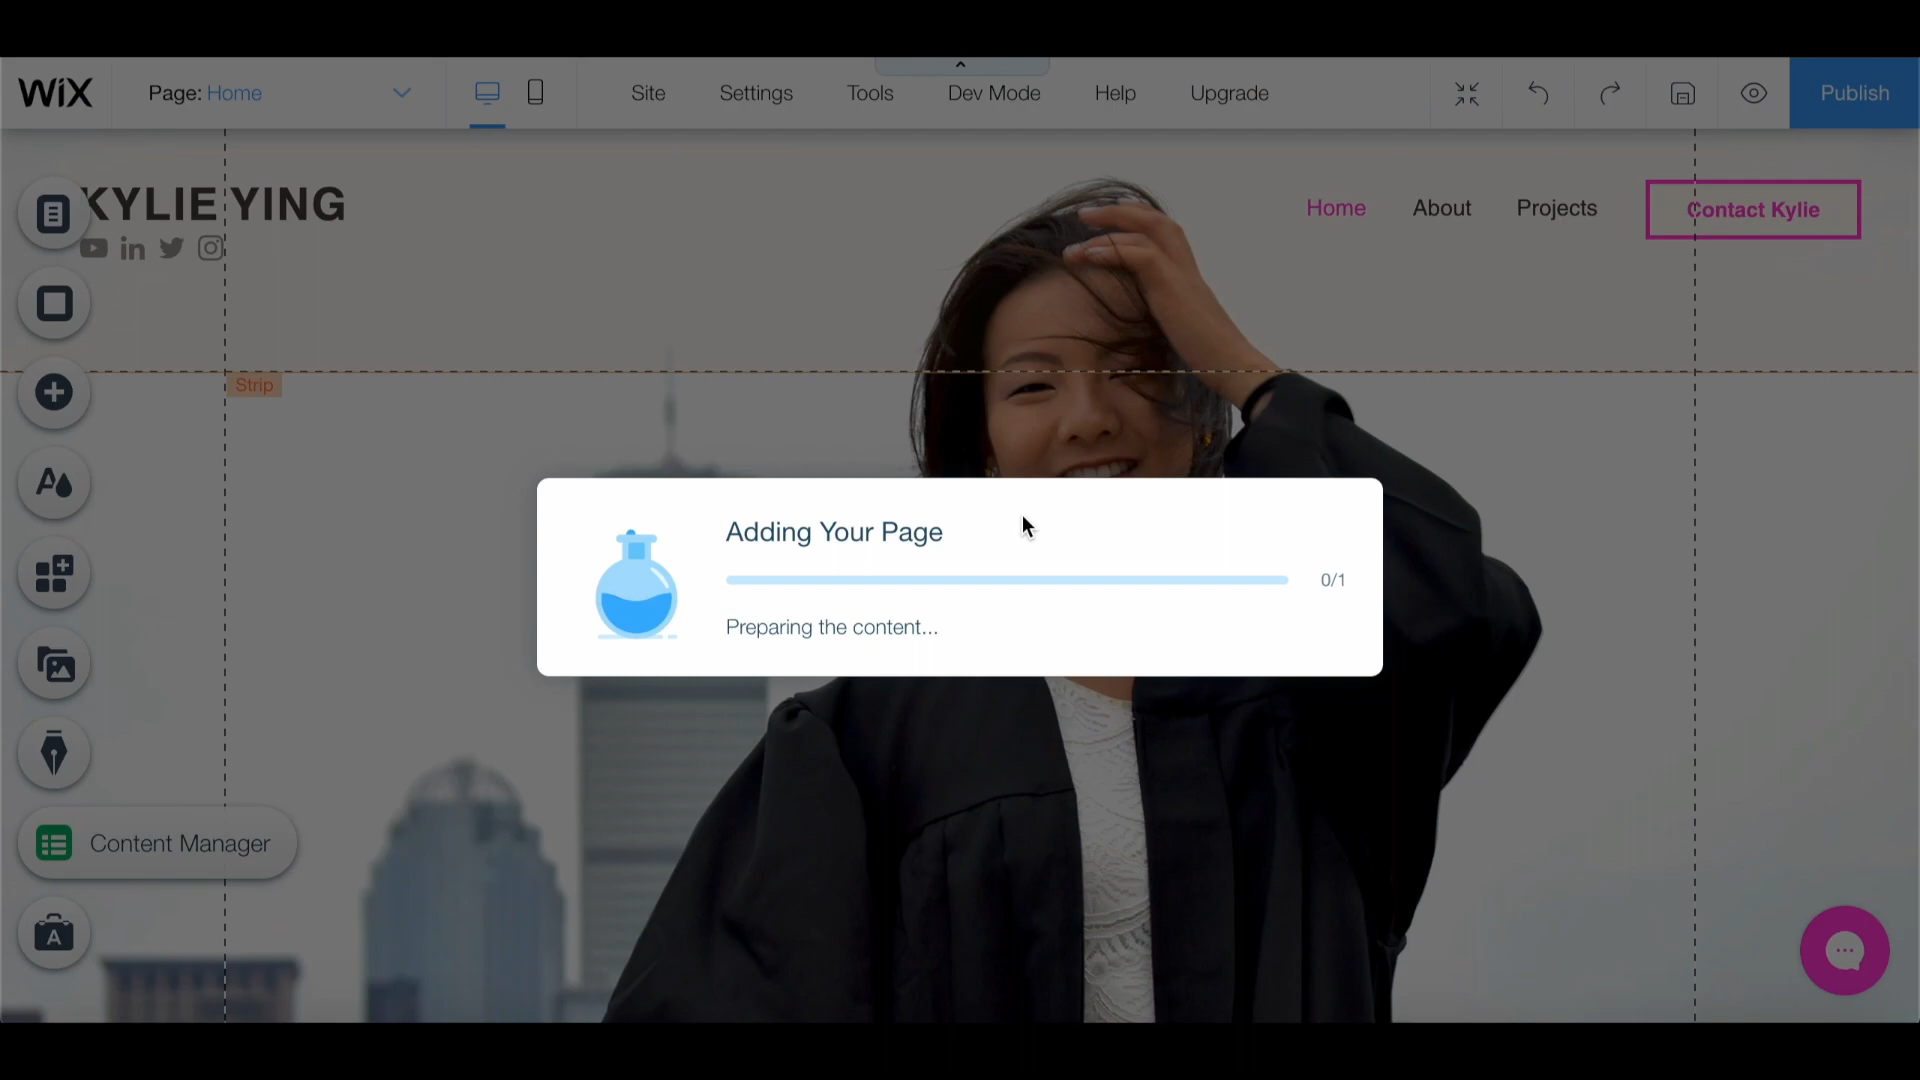 WiX Page: Home Site Settings Tools Dev Mode Help Upgrade Publish
KYLIE YING
Home About Projects Contact Kylie
Strip
Adding Your Page
0/1
Preparing the content...
Content Manager